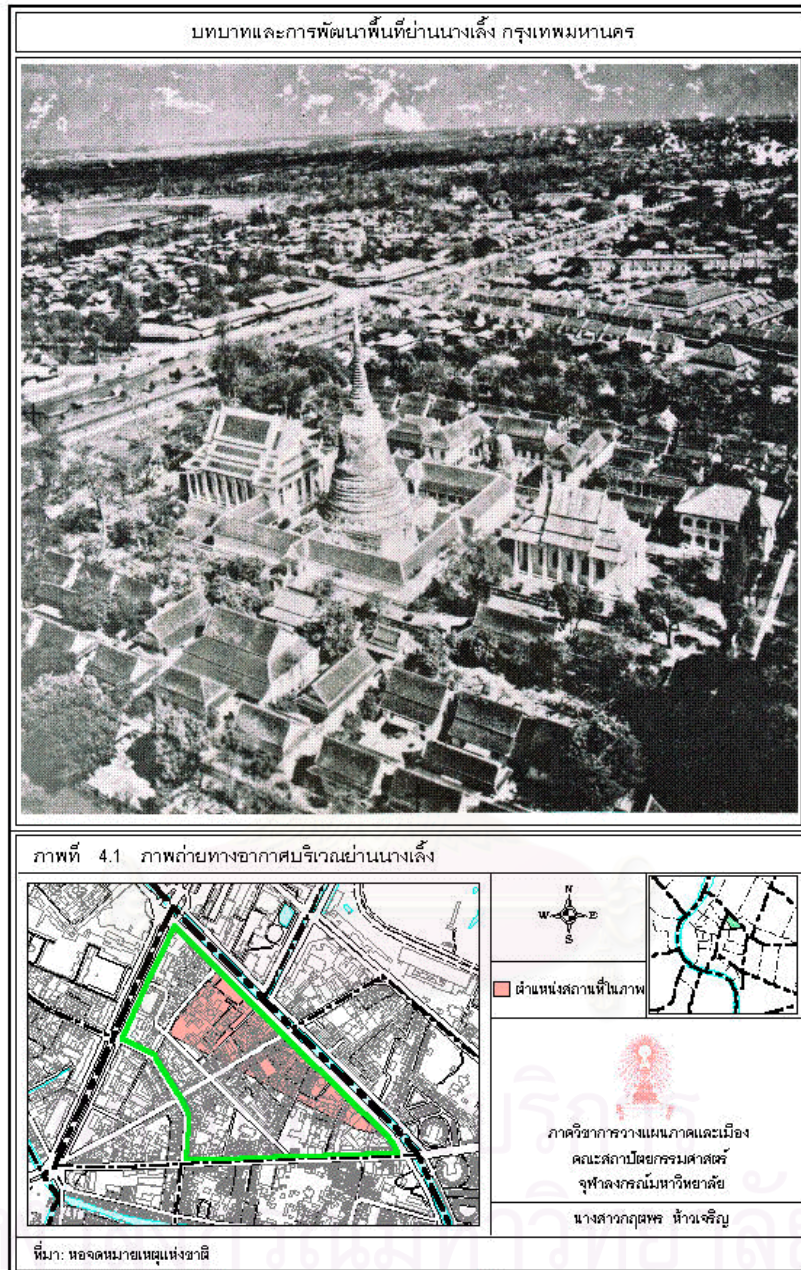 บทบาทและการพัฒนาพื้นที่ย่านนางเลิ้ง กรุงเทพมหานคร
ภาพที่ 4.1 ภาพถ่ายทางอากาศบริเวณย่านนางเลิ้ง
N
W E
S
ตำแหน่งสถานที่ในภาพ
ภาควิชาการวางแผนภาคและเมือง
คณะสถาปัตยกรรมศาสตร์
จุฬาลงกรณ์มหาวิทยาลัย
นางสาวกฤตพร ห้าวเจริญ
ที่มา: หอจดหมายเหตุแห่งชาติ